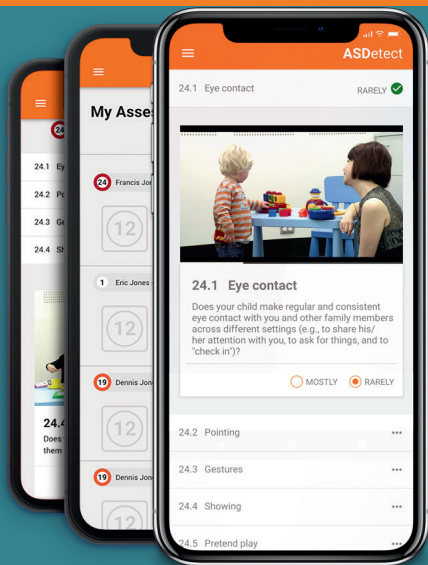 24
24.1 Ey
24.2 Po
24.3 Ge
24.4 Sh
24.4
Does
them
My Asse
24 Francis Jon
12
1 Eric Jones
12
19 Dennis Jon
12
19 Dennis Jon
12
ASDetect
24.1 Eye contact RARELY
24.1 Eye contact
Does your child make regular and consistent
eye contact with you and other family members
across different settings (e.g., to share his/
her attention with you, to ask for things, and to
"check in")?
MOSTLY RARELY
24.2 Pointing
24.3 Gestures
24.4 Showing
24.5 Pretend play